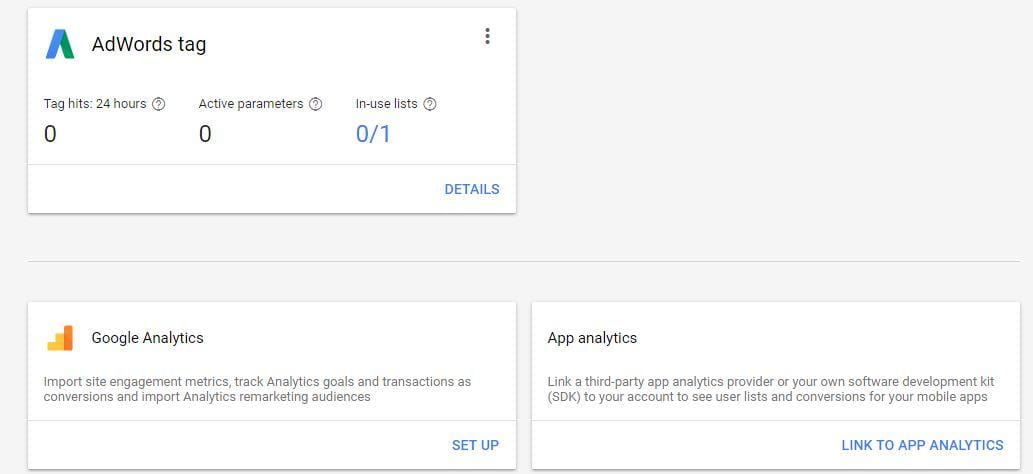 AdWords tag
Tag hits: 24 hours
Active parameters
In-use lists
0
0
0/1
DETAILS
Google Analytics
Import site engagement metrics, track Analytics goals and transactions as
conversions and import Analytics remarketing audiences
SET UP
App analytics
Link a third-party app analytics provider or your own software development kit
(SDK) to your account to see user lists and conversions for your mobile apps
LINK TO APP ANALYTICS